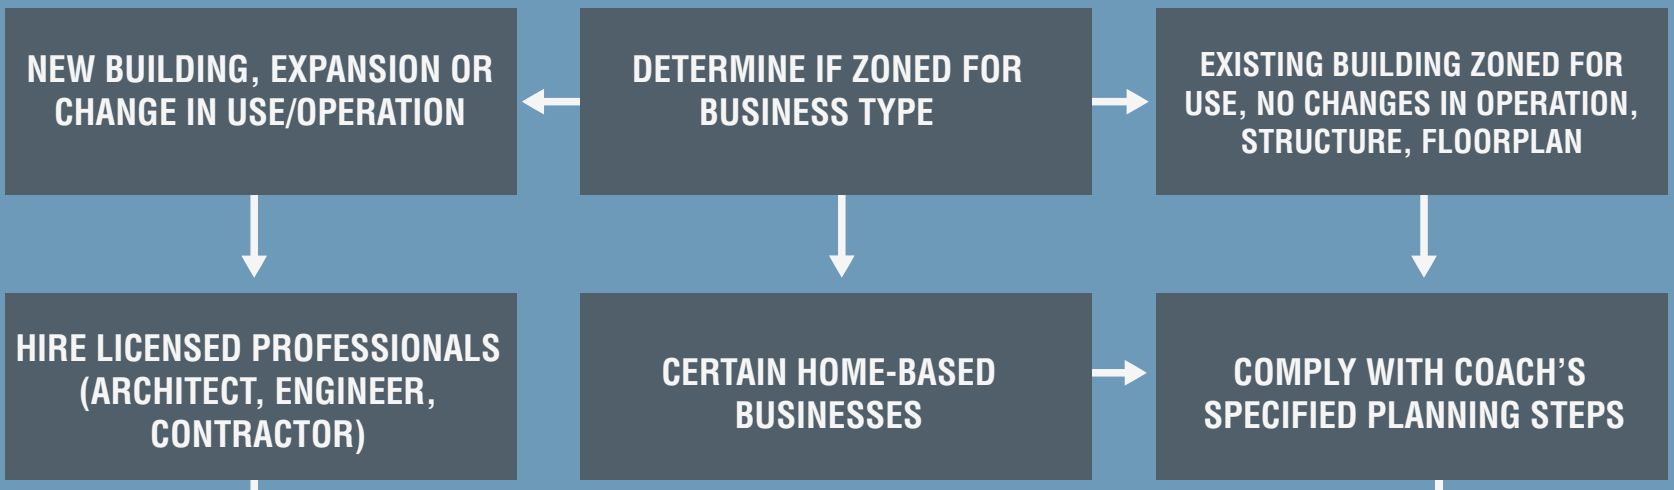 NEW BUILDING, EXPANSION OR
CHANGE IN USE/OPERATION
DETERMINE IF ZONED FOR
BUSINESS TYPE
EXISTING BUILDING ZONED FOR
USE, NO CHANGES IN OPERATION,
STRUCTURE, FLOORPLAN
HIRE LICENSED PROFESSIONALS
(ARCHITECT, ENGINEER,
CONTRACTOR)
CERTAIN HOME-BASED
BUSINESSES
COMPLY WITH COACH'S
SPECIFIED PLANNING STEPS